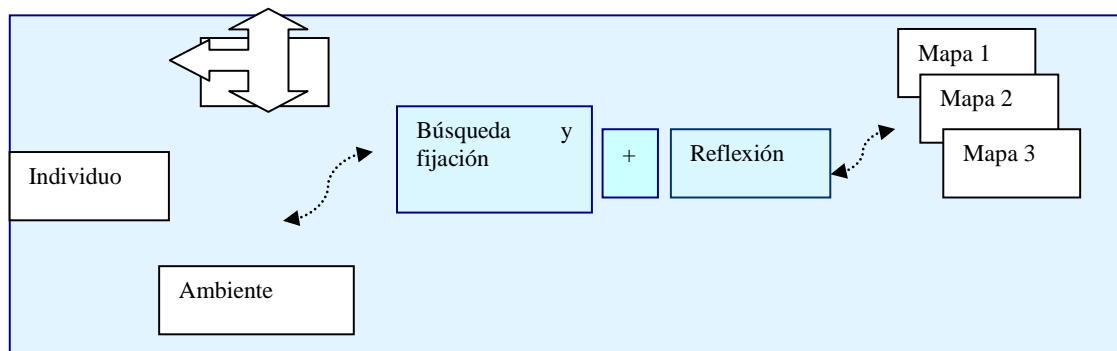 Mapa 1
Mapa 2
Búsqueda y
fijación
+
Reflexión
Mapa 3
Individuo
Ambiente